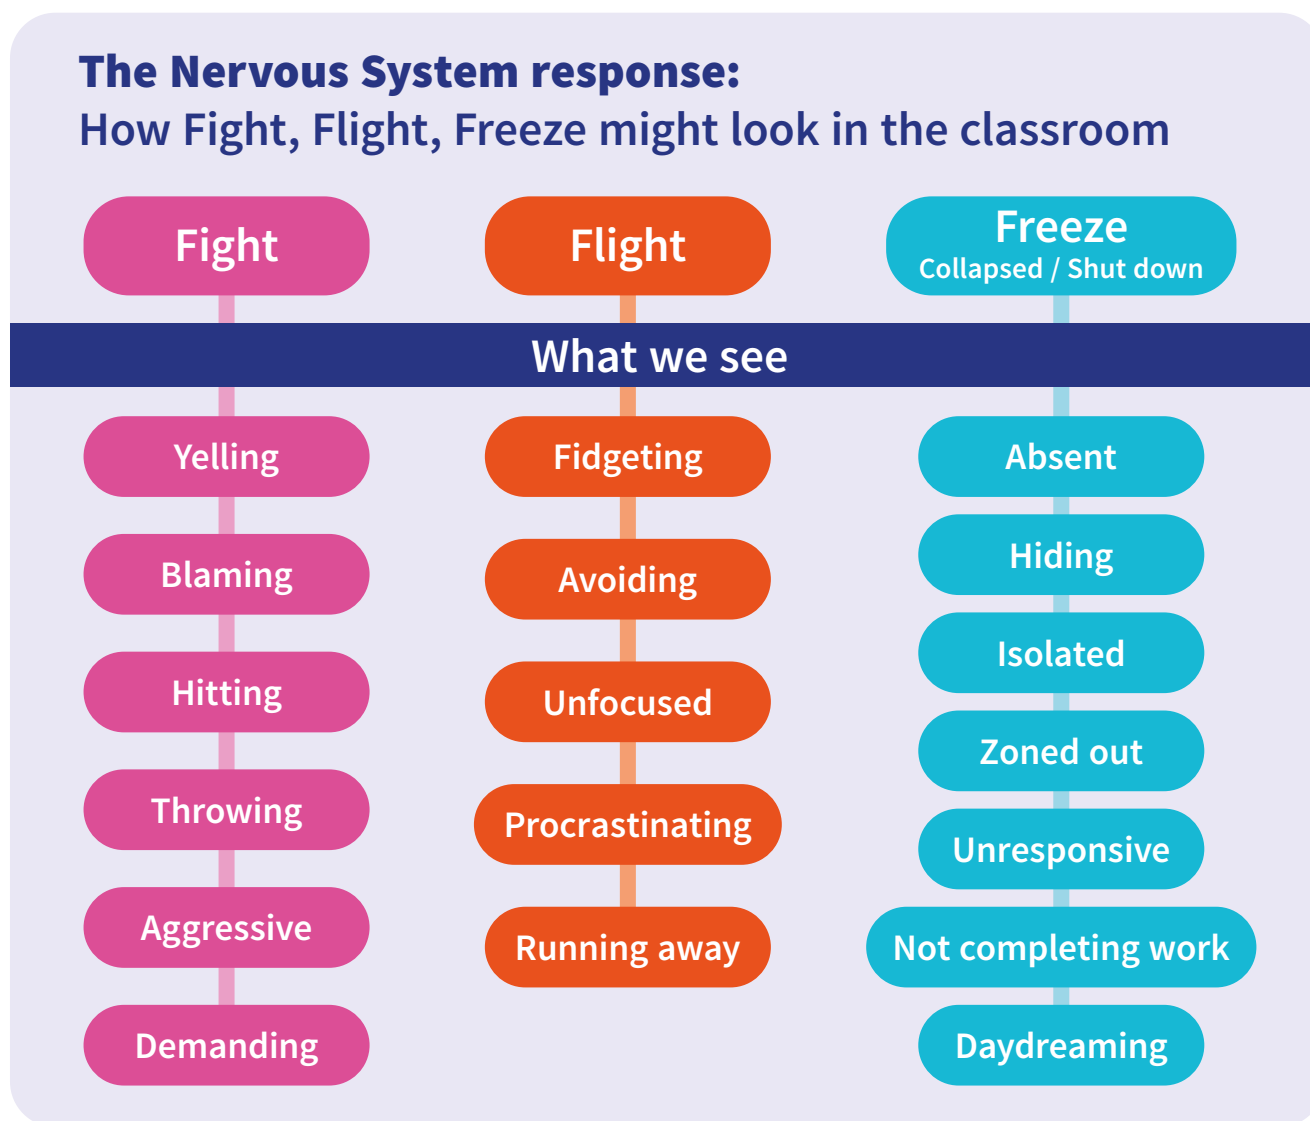 The Nervous System response:
How Fight, Flight, Freeze might look in the classroom
Fight
Flight
Freeze
Collapsed / Shut down
What we see
Yelling
Blaming
Hitting
Throwing
Aggressive
Demanding
Fidgeting
Avoiding
Unfocused
Procrastinating
Running away
Absent
Hiding
Isolated
Zoned out
Unresponsive
Not completing work
Daydreaming